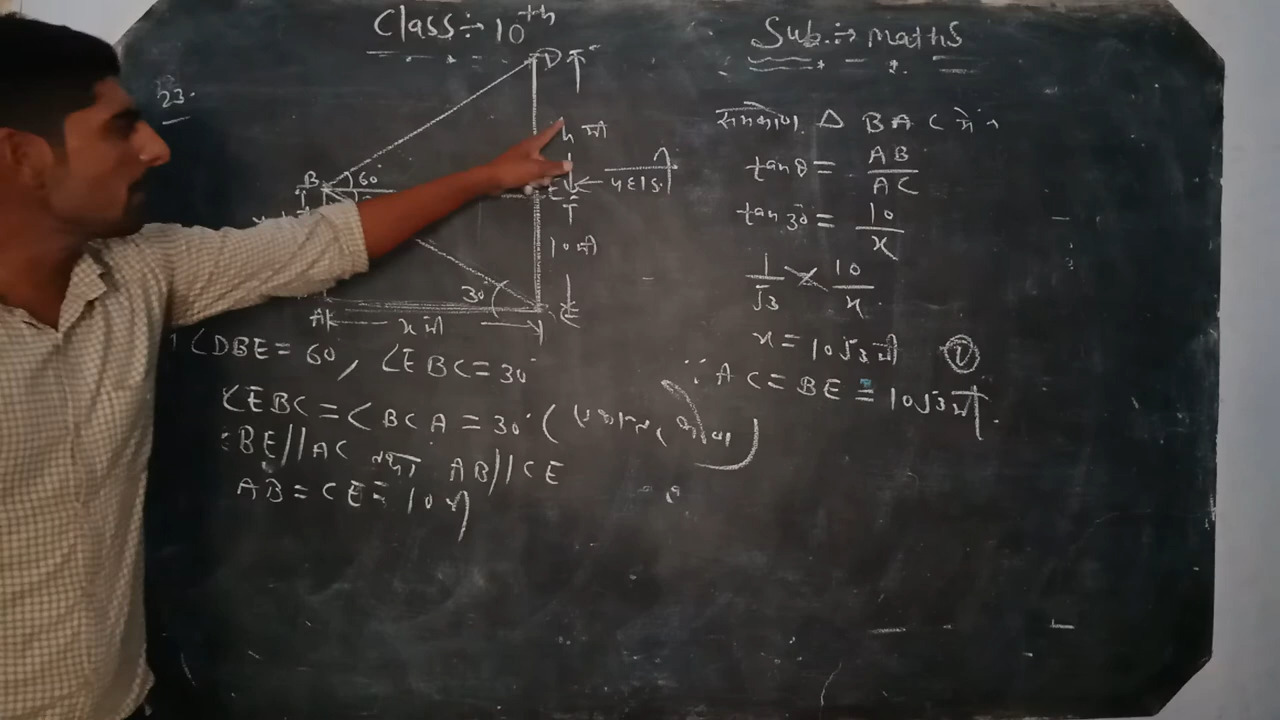 Class:- 10th
Sub:- maths
23.
D
h मी
B 60°
पहाड़
E
10 मी
30°
A x मी C
∠DBE = 60°, ∠EBC = 30°
∠EBC = ∠BCA = 30° (एकान्तर कोण)
∵ BE//AC तथा AB//CE
AB = CE = 10 मी
समकोण Δ BAC में
tanθ = AB/AC
tan 30° = 10/x
1/√3 × 10/x
x = 10√3 मी ①
∵ AC = BE = 10√3 मी